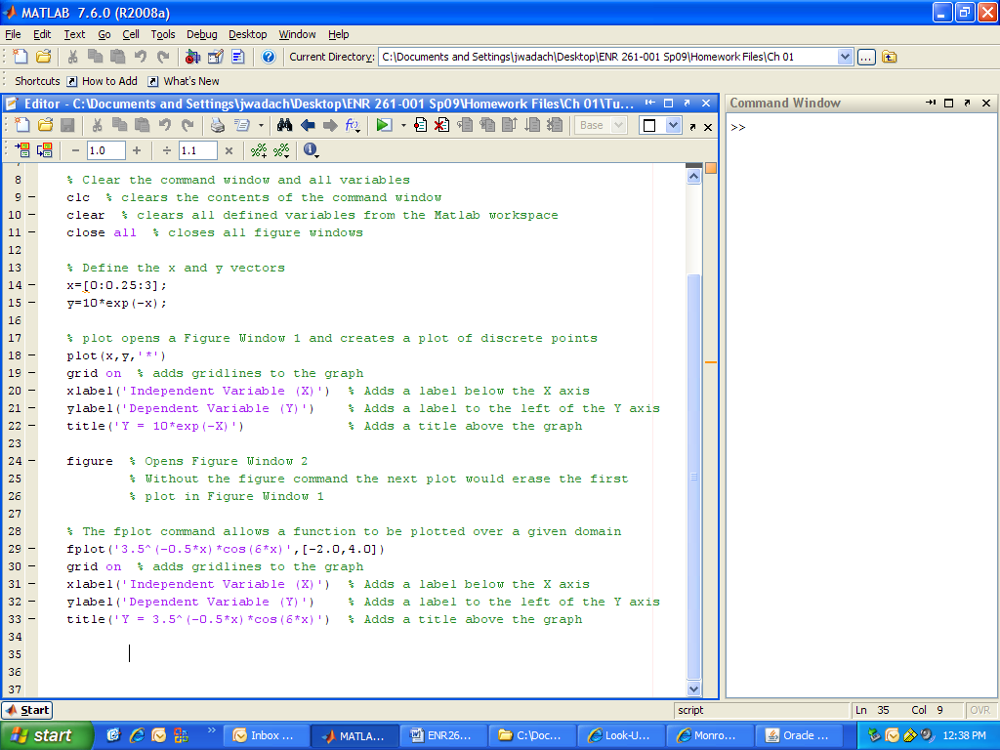 MATLAB 7.6.0 (R2008a)
File Edit Text Go Cell Tools Debug Desktop Window Help
Current Directory: C:\Documents and Settings\jwadach\Desktop\ENR 261-001 Sp09\Homework Files\Ch 01
Shortcuts How to Add What's New
Editor - C:\Documents and Settings\jwadach\Desktop\ENR 261-001 Sp09\Homework Files\Ch 01\Tu...
Command Window
Base
>>
- 1.0 + ÷ 1.1 ×
8 % Clear the command window and all variables
9 - clc % clears the contents of the command window
10 - clear % clears all defined variables from the Matlab workspace
11 - close all % closes all figure windows
12
13 % Define the x and y vectors
14 - x=[0:0.25:3];
15 - y=10*exp(-x);
16
17 % plot opens a Figure Window 1 and creates a plot of discrete points
18 - plot(x,y,'*')
19 - grid on % adds gridlines to the graph
20 - xlabel('Independent Variable (X)') % Adds a label below the X axis
21 - ylabel('Dependent Variable (Y)') % Adds a label to the left of the Y axis
22 - title('Y = 10*exp(-X)') % Adds a title above the graph
23
24 - figure % Opens Figure Window 2
25 % Without the figure command the next plot would erase the first
26 % plot in Figure Window 1
27
28 % The fplot command allows a function to be plotted over a given domain
29 - fplot('3.5^(-0.5*x)*cos(6*x)',[-2.0,4.0])
30 - grid on % adds gridlines to the graph
31 - xlabel('Independent Variable (X)') % Adds a label below the X axis
32 - ylabel('Dependent Variable (Y)') % Adds a label to the left of the Y axis
33 - title('Y = 3.5^(-0.5*x)*cos(6*x)') % Adds a title above the graph
34
35
36
37
Start
script Ln 35 Col 9 OVR
start Inbox ... MATLA... ENR26... C:\Doc... Look-U... Monro... Oracle ... 12:38 PM